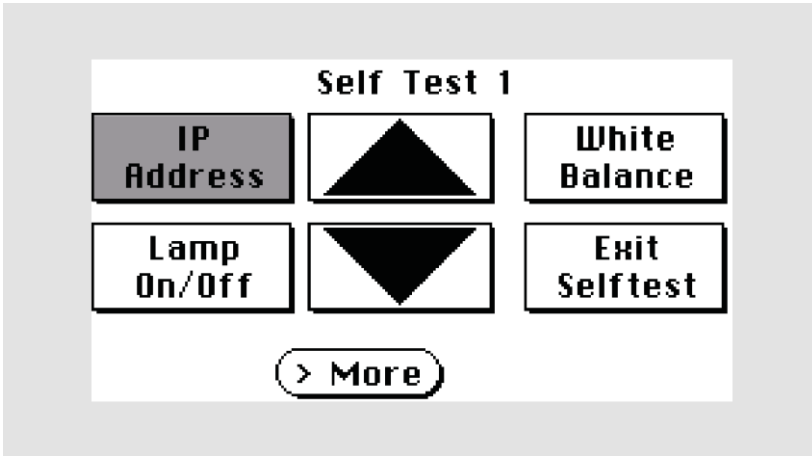 Self Test 1
IP
Address
White
Balance
Lamp
On/Off
Exit
Selftest
> More